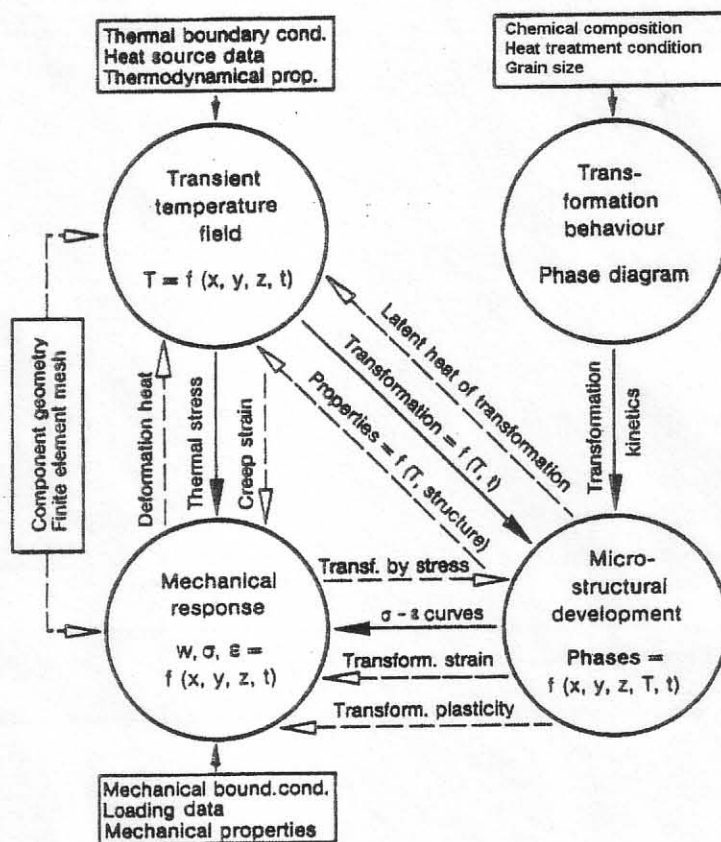 Thermal boundary cond.
Heat source data
Thermodynamical prop.
Chemical composition
Heat treatment condition
Grain size
Transient
temperature
field
T = f (x, y, z, t)
Trans-
formation
behaviour
Phase diagram
Component geometry
Finite element mesh
Deformation heat
Thermal stress
Creep strain
Latent heat of transformation
Transformation = f (T, t)
Properties = f (T, structure)
Transformation
kinetics
Mechanical
response
w, σ, ε =
f (x, y, z, t)
Transf. by stress
σ - ε curves
Transform. strain
Transform. plasticity
Micro-
structural
development
Phases =
f (x, y, z, T, t)
Mechanical bound.cond.
Loading data
Mechanical properties